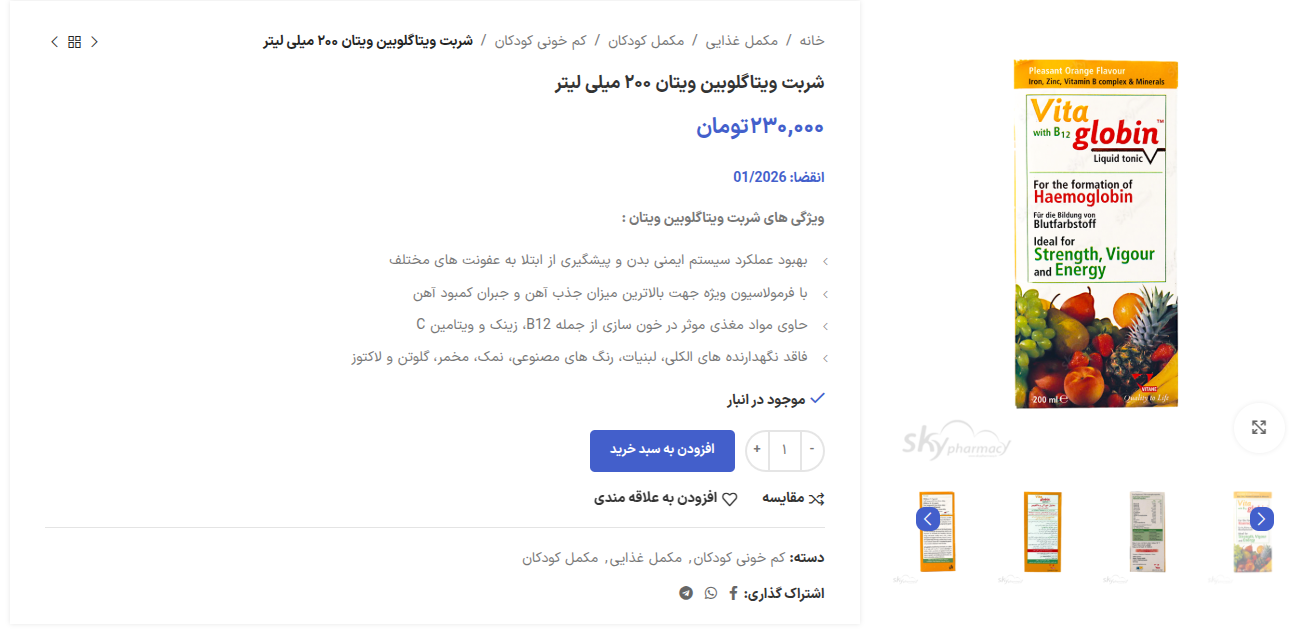 خانه / مکمل غذایی / مکمل کودکان / کم خونی کودکان / شربت ویتاگلوبین ویتان ۲۰۰ میلی لیتر
شربت ویتاگلوبین ویتان ۲۰۰ میلی لیتر
۲۳۰,۰۰۰تومان
انقضا: 01/2026
ویژگی های شربت ویتاگلوبین ویتان :
بهبود عملکرد سیستم ایمنی بدن و پیشگیری از ابتلا به عفونت های مختلف
با فرمولاسیون ویژه جهت بالاترین میزان جذب آهن و جبران کمبود آهن
حاوی مواد مغذی موثر در خون سازی از جمله B12، زینک و ویتامین C
فاقد نگهدارنده های الکلی، لبنیات، رنگ های مصنوعی، نمک، مخمر، گلوتن و لاکتوز
موجود در انبار
- ۱ + افزودن به سبد خرید
مقایسه افزودن به علاقه مندی
دسته: کم خونی کودکان, مکمل غذایی, مکمل کودکان
اشتراک گذاری:
Pleasant Orange Flavour
Iron, Zinc, Vitamin B complex & Minerals
Vita
with B12 globin™
Liquid tonic
For the formation of
Haemoglobin
Für die Bildung von
Blutfarbstoff
Ideal for
Strength, Vigour
and Energy
VITANE
200 ml e Quality in Life
sky pharmacy